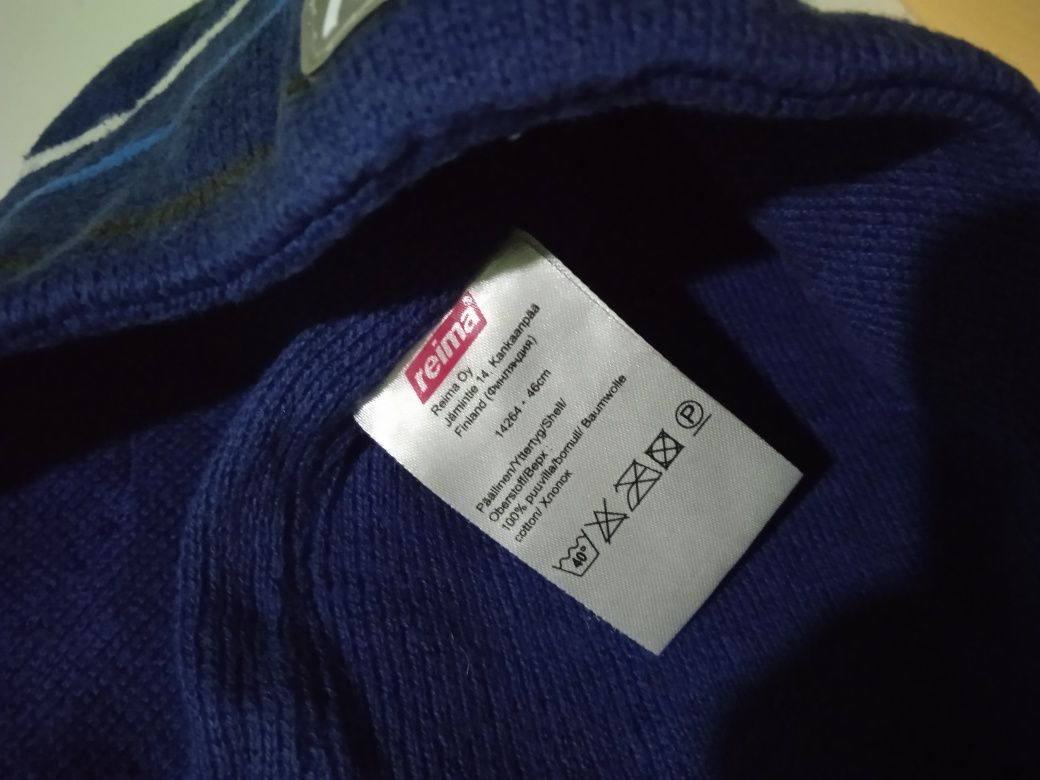 reima®
Reima Oy
Jämintie 14, Kankaanpää
Finland (Финляндия)
14264 • 46cm
Päällinen/Yttertyg/Shell/
Oberstoff/Верх :
100% puuvilla/bomull/ Baumwolle
cotton/ Хлопок
40°
P